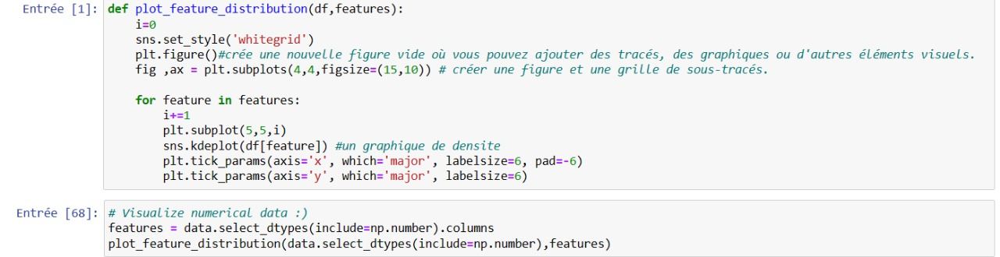 Entrée [1]: def plot_feature_distribution(df,features):
    i=0
    sns.set_style('whitegrid')
    plt.figure()#crée une nouvelle figure vide où vous pouvez ajouter des tracés, des graphiques ou d'autres éléments visuels.
    fig ,ax = plt.subplots(4,4,figsize=(15,10)) # créer une figure et une grille de sous-tracés.

    for feature in features:
        i+=1
        plt.subplot(5,5,i)
        sns.kdeplot(df[feature]) #un graphique de densite
        plt.tick_params(axis='x', which='major', labelsize=6, pad=-6)
        plt.tick_params(axis='y', which='major', labelsize=6)
Entrée [68]: # Visualize numerical data :)
features = data.select_dtypes(include=np.number).columns
plot_feature_distribution(data.select_dtypes(include=np.number),features)